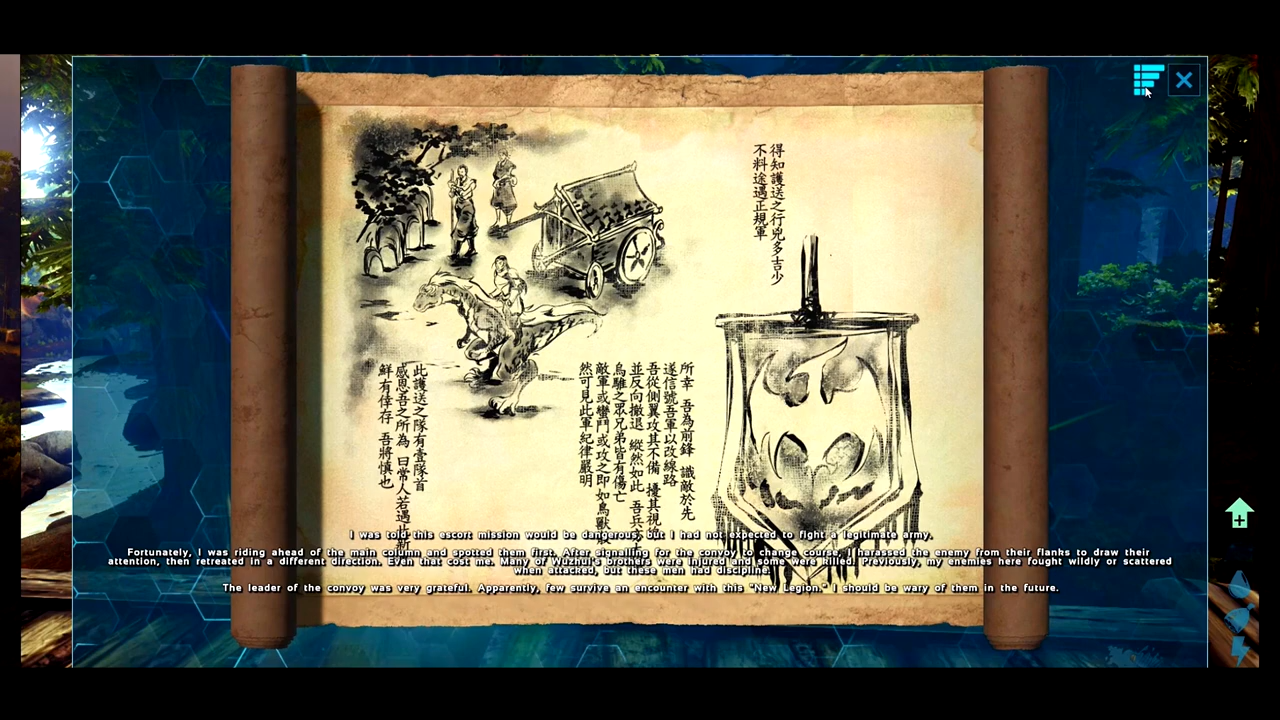 得知護送之行兇多吉少
不料途遇正規軍
所幸 吾為前鋒 識敵於先
遂信號吾軍以改線路
吾從側翼攻其不備 擾其視
並反向撤退 縱然如此 吾兵
烏騅之眾兄弟皆有傷亡
敵軍或蠻鬥或攻之即如鳥獸
然可見此軍紀律嚴明
此護送之隊有壹隊首
感恩吾之所為 曰常人若遇此新
鮮有倖存 吾將慎也
I was told this escort mission would be dangerous, but I had not expected to fight a legitimate army.
Fortunately, I was riding ahead of the main column and spotted them first. After signalling for the convoy to change course, I harassed the enemy from their flanks to draw their
attention, then retreated in a different direction. Even that cost me. Many of Wuzhui's brothers were injured and some were killed! Previously, my enemies here fought wildly or scattered
when attacked, but these men had discipline.
The leader of the convoy was very grateful. Apparently, few survive an encounter with this "New Legion." I should be wary of them in the future.